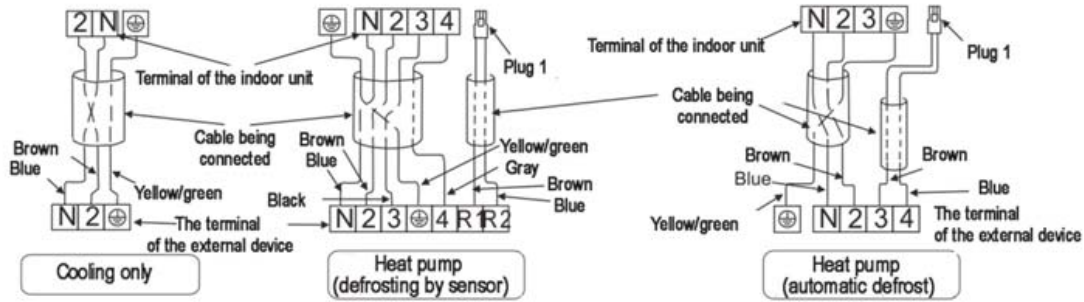 2 N ⏚
Terminal of the indoor unit
Cable being
connected
Brown
Blue
Yellow/green
N 2 ⏚
The terminal
of the external device
Cooling only
N 2 3 4
⏚
Plug 1
Brown
Blue
Black
Yellow/green
Gray
Brown
Blue
N 2 3 ⏚ 4 R1 R2
Heat pump
(defrosting by sensor)
N 2 3 ⏚
Terminal of the indoor unit
Plug 1
Cable being
connected
Brown
Blue
Yellow/green
Brown
Blue
⏚ N 2 3 4
The terminal
of the external device
Heat pump
(automatic defrost)